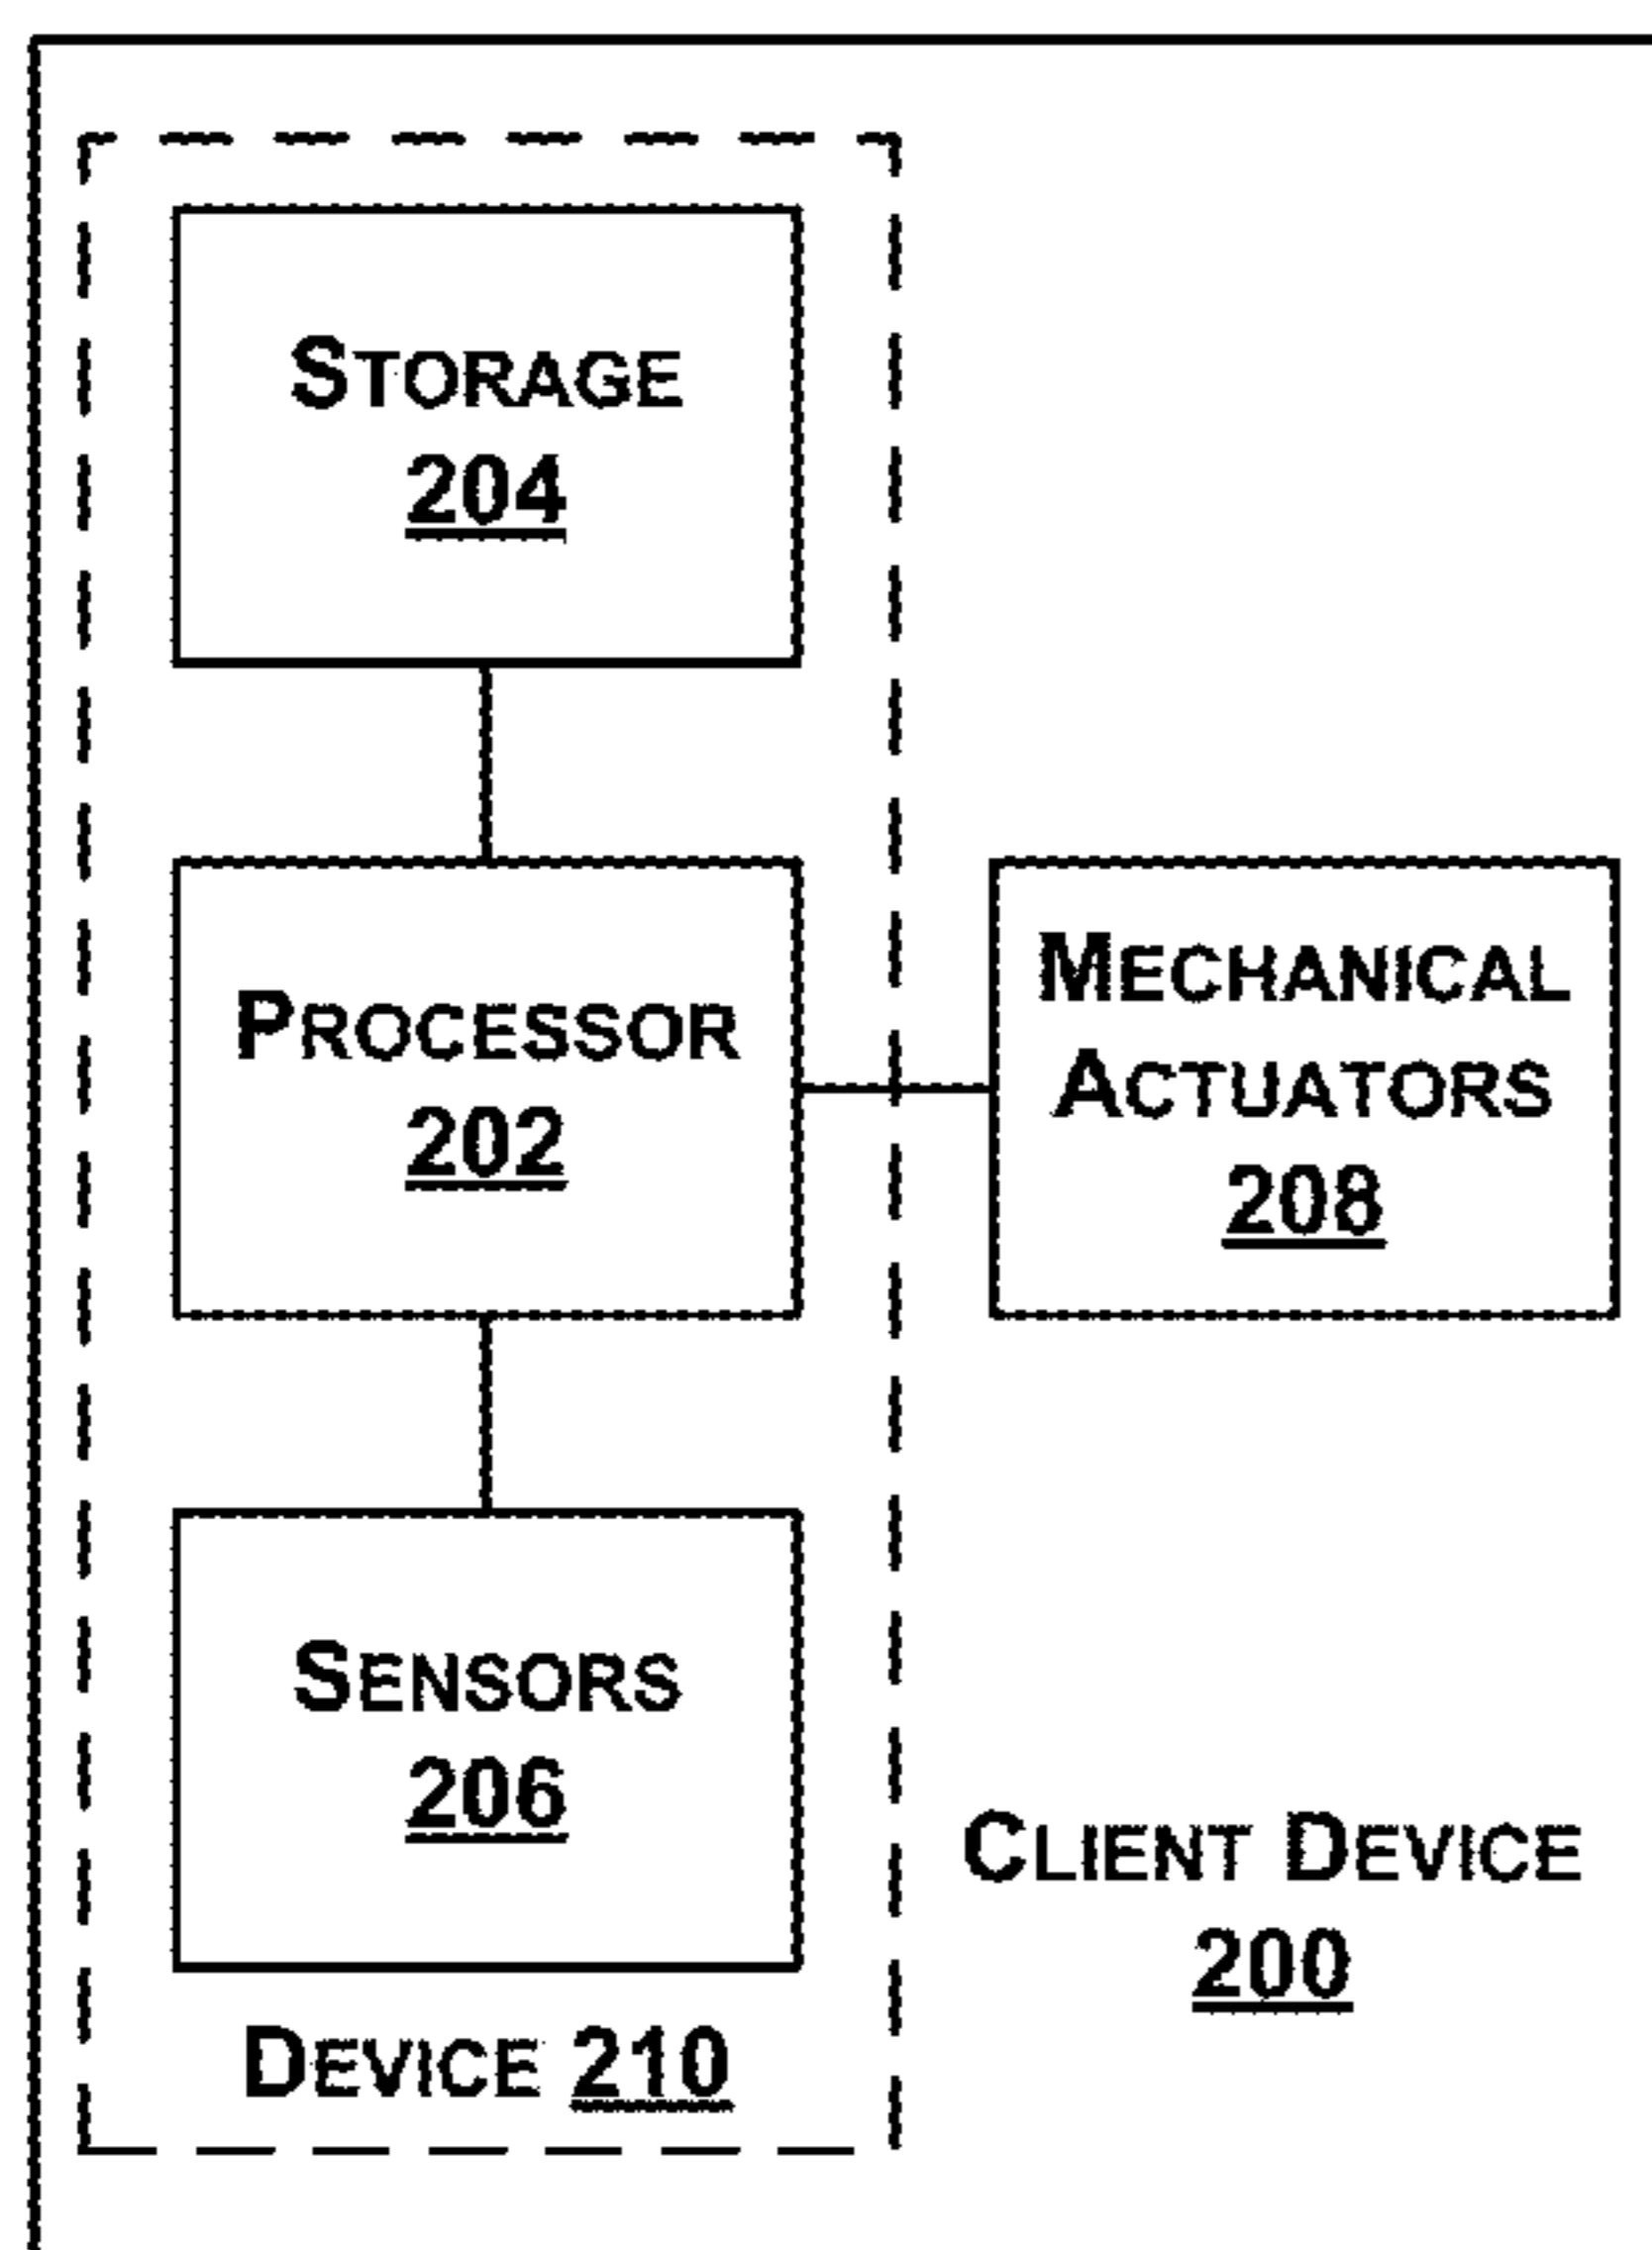 STORAGE
204
PROCESSOR
202
MECHANICAL
ACTUATORS
208
SENSORS
206
CLIENT DEVICE
200
DEVICE 210